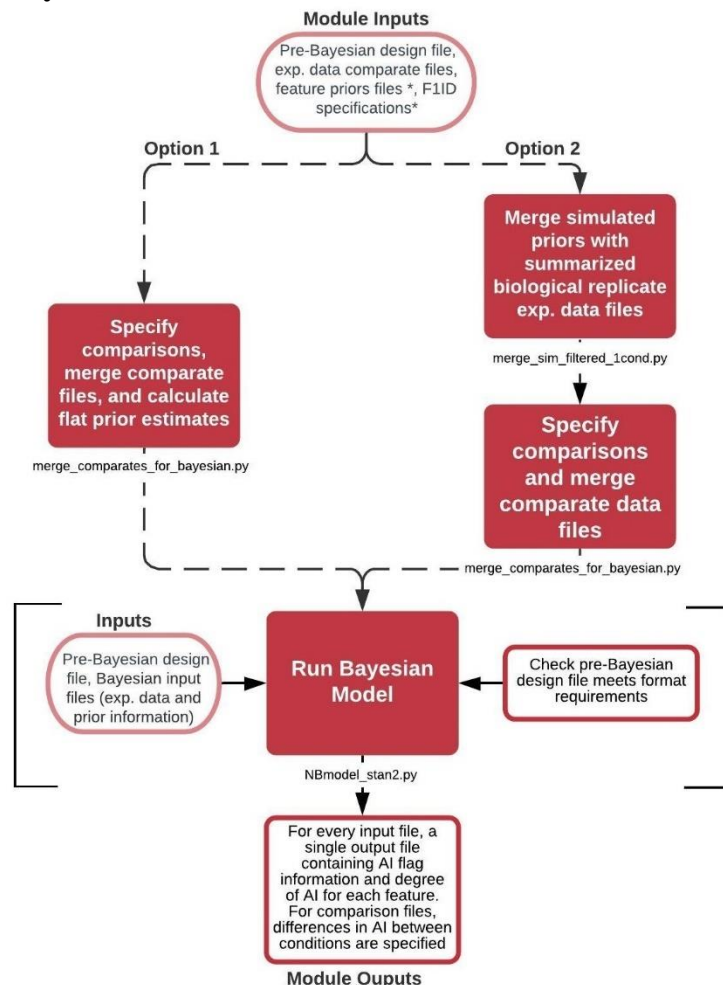 Module Inputs
Pre-Bayesian design file,
exp. data comparate files,
feature priors files *, F1ID
specifications*
Option 1
Option 2
Merge simulated
priors with
summarized
biological replicate
exp. data files
merge_sim_filtered_1cond.py
Specify
comparisons,
merge comparate
files, and calculate
flat prior estimates
merge_comparates_for_bayesian.py
Specify
comparisons
and merge
comparate data
files
merge_comparates_for_bayesian.py
Inputs
Pre-Bayesian design
file, Bayesian input
files (exp. data and
prior information)
Run Bayesian
Model
Check pre-Bayesian
design file meets format
requirements
NBmodel_stan2.py
For every input file, a
single output file
containing AI flag
information and degree
of AI for each feature.
For comparison files,
differences in AI between
conditions are specified
Module Ouputs